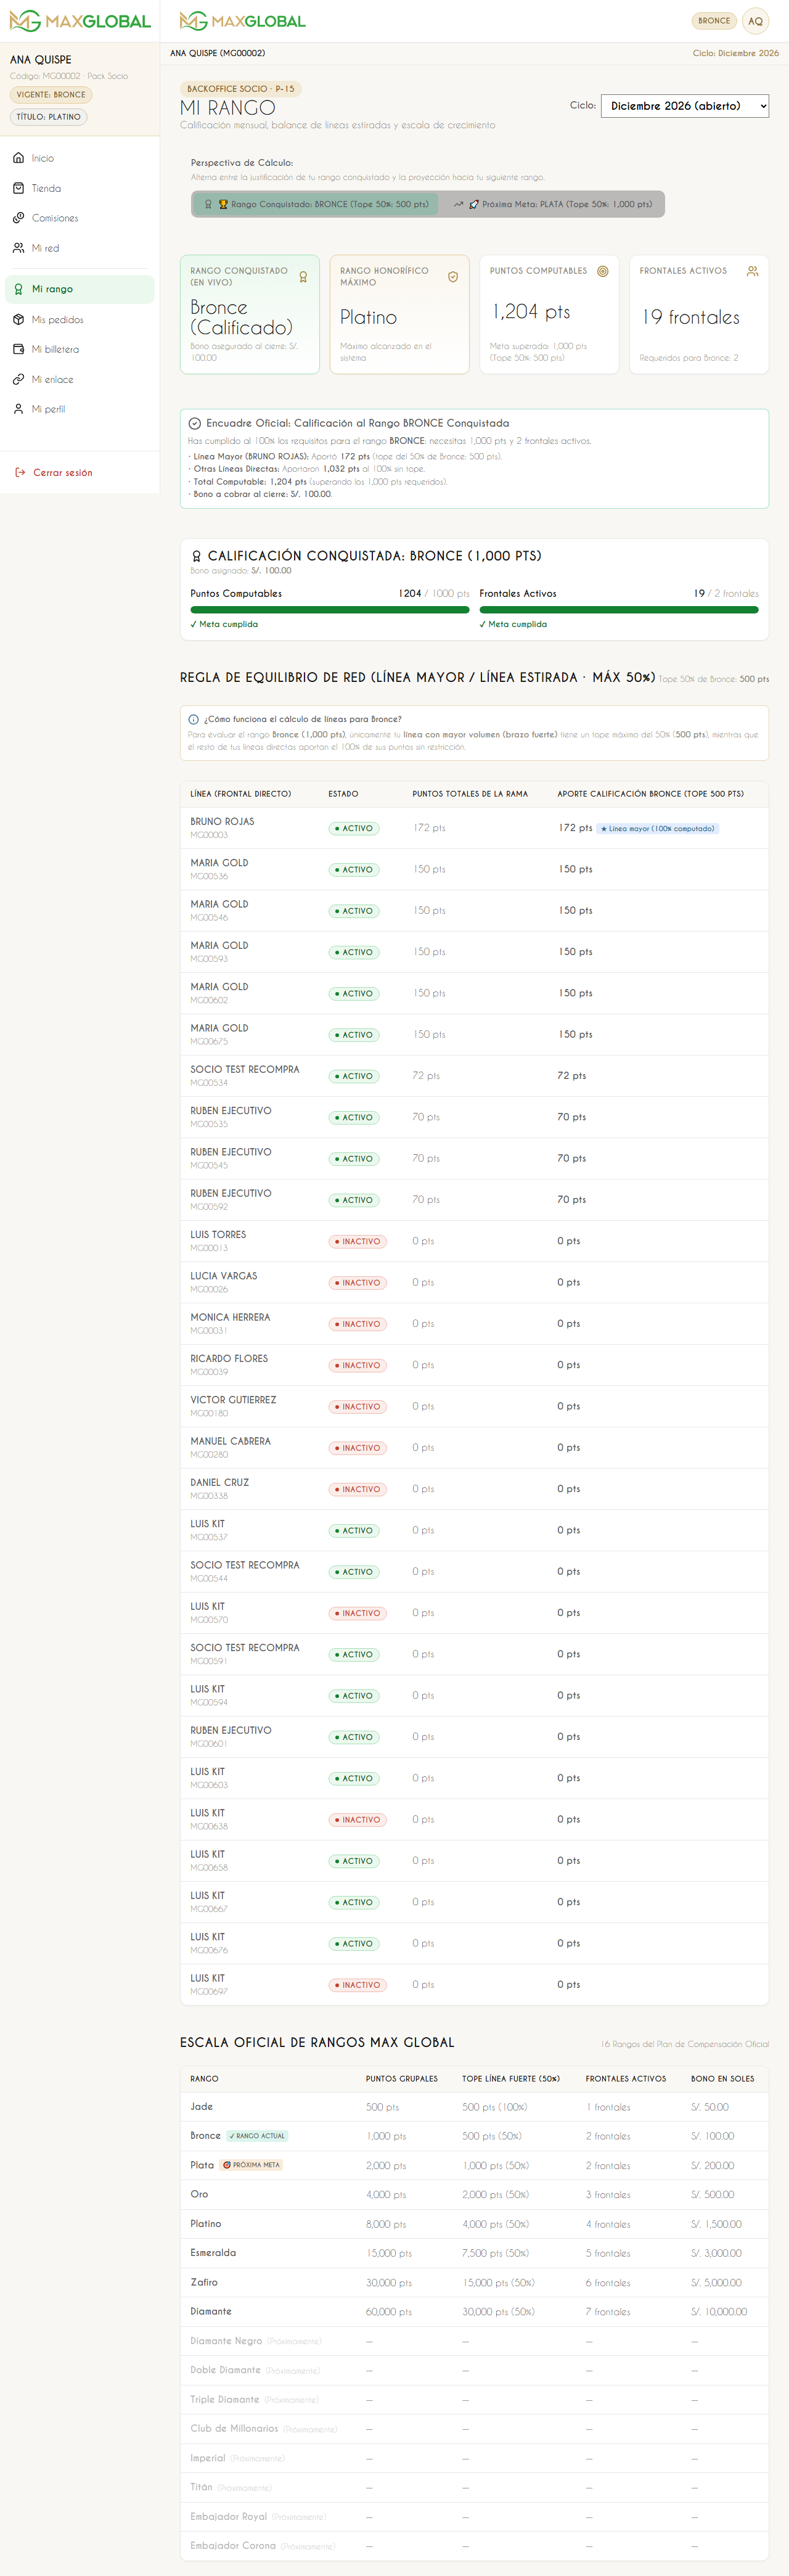 MAXGLOBAL
MAXGLOBAL
BRONCE
AQ
ANA QUISPE
Código: MG00002 · Pack Socio
VIGENTE: BRONCE
TÍTULO: PLATINO
Inicio
Tienda
Comisiones
Mi red
Mi rango
Mis pedidos
Mi billetera
Mi enlace
Mi perfil
Cerrar sesión
ANA QUISPE (MG00002)
Ciclo: Diciembre 2026
BACKOFFICE SOCIO · P-15
MI RANGO
Calificación mensual, balance de líneas estiradas y escala de crecimiento
Ciclo: Diciembre 2026 (abierto)
Perspectiva de Cálculo:
Alterna entre la justificación de tu rango conquistado y la proyección hacia tu siguiente rango.
🏆 Rango Conquistado: BRONCE (Tope 50%: 500 pts)
🚀 Próxima Meta: PLATA (Tope 50%: 1,000 pts)
RANGO CONQUISTADO (EN VIVO)
Bronce (Calificado)
Bono asegurado al cierre: S/. 100.00
RANGO HONORÍFICO MÁXIMO
Platino
Máximo alcanzado en el sistema
PUNTOS COMPUTABLES
1,204 pts
Meta superada: 1,000 pts (Tope 50%: 500 pts)
FRONTALES ACTIVOS
19 frontales
Requeridos para Bronce: 2
Encuadre Oficial: Calificación al Rango BRONCE Conquistada
Has cumplido al 100% los requisitos para el rango BRONCE: necesitas 1,000 pts y 2 frontales activos.
· Línea Mayor (BRUNO ROJAS): Aportó 172 pts (tope del 50% de Bronce: 500 pts).
· Otras Líneas Directas: Aportaron 1,032 pts al 100% sin tope.
· Total Computable: 1,204 pts (superando los 1,000 pts requeridos).
· Bono a cobrar al cierre: S/. 100.00.
CALIFICACIÓN CONQUISTADA: BRONCE (1,000 PTS)
Bono asignado: S/. 100.00
Puntos Computables 1204 / 1000 pts
✓ Meta cumplida
Frontales Activos 19 / 2 frontales
✓ Meta cumplida
REGLA DE EQUILIBRIO DE RED (LÍNEA MAYOR / LÍNEA ESTIRADA · MÁX 50%) Tope 50% de Bronce: 500 pts
¿Cómo funciona el cálculo de líneas para Bronce?
Para evaluar el rango Bronce (1,000 pts), únicamente tu línea con mayor volumen (brazo fuerte) tiene un tope máximo del 50% (500 pts), mientras que
el resto de tus líneas directas aportan el 100% de sus puntos sin restricción.
LÍNEA (FRONTAL DIRECTO) ESTADO PUNTOS TOTALES DE LA RAMA APORTE CALIFICACIÓN BRONCE (TOPE 500 PTS)
BRUNO ROJAS
MG00003 ACTIVO 172 pts 172 pts ★ Línea mayor (100% computado)
MARIA GOLD
MG00536 ACTIVO 150 pts 150 pts
MARIA GOLD
MG00546 ACTIVO 150 pts 150 pts
MARIA GOLD
MG00593 ACTIVO 150 pts 150 pts
MARIA GOLD
MG00602 ACTIVO 150 pts 150 pts
MARIA GOLD
MG00675 ACTIVO 150 pts 150 pts
SOCIO TEST RECOMPRA
MG00534 ACTIVO 72 pts 72 pts
RUBEN EJECUTIVO
MG00535 ACTIVO 70 pts 70 pts
RUBEN EJECUTIVO
MG00545 ACTIVO 70 pts 70 pts
RUBEN EJECUTIVO
MG00592 ACTIVO 70 pts 70 pts
LUIS TORRES
MG00013 INACTIVO 0 pts 0 pts
LUCIA VARGAS
MG00026 INACTIVO 0 pts 0 pts
MONICA HERRERA
MG00031 INACTIVO 0 pts 0 pts
RICARDO FLORES
MG00039 INACTIVO 0 pts 0 pts
VICTOR GUTIERREZ
MG00180 INACTIVO 0 pts 0 pts
MANUEL CABRERA
MG00280 INACTIVO 0 pts 0 pts
DANIEL CRUZ
MG00338 INACTIVO 0 pts 0 pts
LUIS KIT
MG00537 ACTIVO 0 pts 0 pts
SOCIO TEST RECOMPRA
MG00544 ACTIVO 0 pts 0 pts
LUIS KIT
MG00570 INACTIVO 0 pts 0 pts
SOCIO TEST RECOMPRA
MG00591 ACTIVO 0 pts 0 pts
LUIS KIT
MG00594 ACTIVO 0 pts 0 pts
RUBEN EJECUTIVO
MG00601 ACTIVO 0 pts 0 pts
LUIS KIT
MG00603 ACTIVO 0 pts 0 pts
LUIS KIT
MG00638 INACTIVO 0 pts 0 pts
LUIS KIT
MG00658 ACTIVO 0 pts 0 pts
LUIS KIT
MG00667 ACTIVO 0 pts 0 pts
LUIS KIT
MG00676 ACTIVO 0 pts 0 pts
LUIS KIT
MG00697 INACTIVO 0 pts 0 pts
ESCALA OFICIAL DE RANGOS MAX GLOBAL 16 Rangos del Plan de Compensación Oficial
RANGO PUNTOS GRUPALES TOPE LÍNEA FUERTE (50%) FRONTALES ACTIVOS BONO EN SOLES
Jade 500 pts 500 pts (100%) 1 frontales S/. 50.00
Bronce ✓ RANGO ACTUAL 1,000 pts 500 pts (50%) 2 frontales S/. 100.00
Plata 🎯 PRÓXIMA META 2,000 pts 1,000 pts (50%) 2 frontales S/. 200.00
Oro 4,000 pts 2,000 pts (50%) 3 frontales S/. 500.00
Platino 8,000 pts 4,000 pts (50%) 4 frontales S/. 1,500.00
Esmeralda 15,000 pts 7,500 pts (50%) 5 frontales S/. 3,000.00
Zafiro 30,000 pts 15,000 pts (50%) 6 frontales S/. 5,000.00
Diamante 60,000 pts 30,000 pts (50%) 7 frontales S/. 10,000.00
Diamante Negro (Próximamente) — — — —
Doble Diamante (Próximamente) — — — —
Triple Diamante (Próximamente) — — — —
Club de Millonarios (Próximamente) — — — —
Imperial (Próximamente) — — — —
Titán (Próximamente) — — — —
Embajador Royal (Próximamente) — — — —
Embajador Corona (Próximamente) — — — —